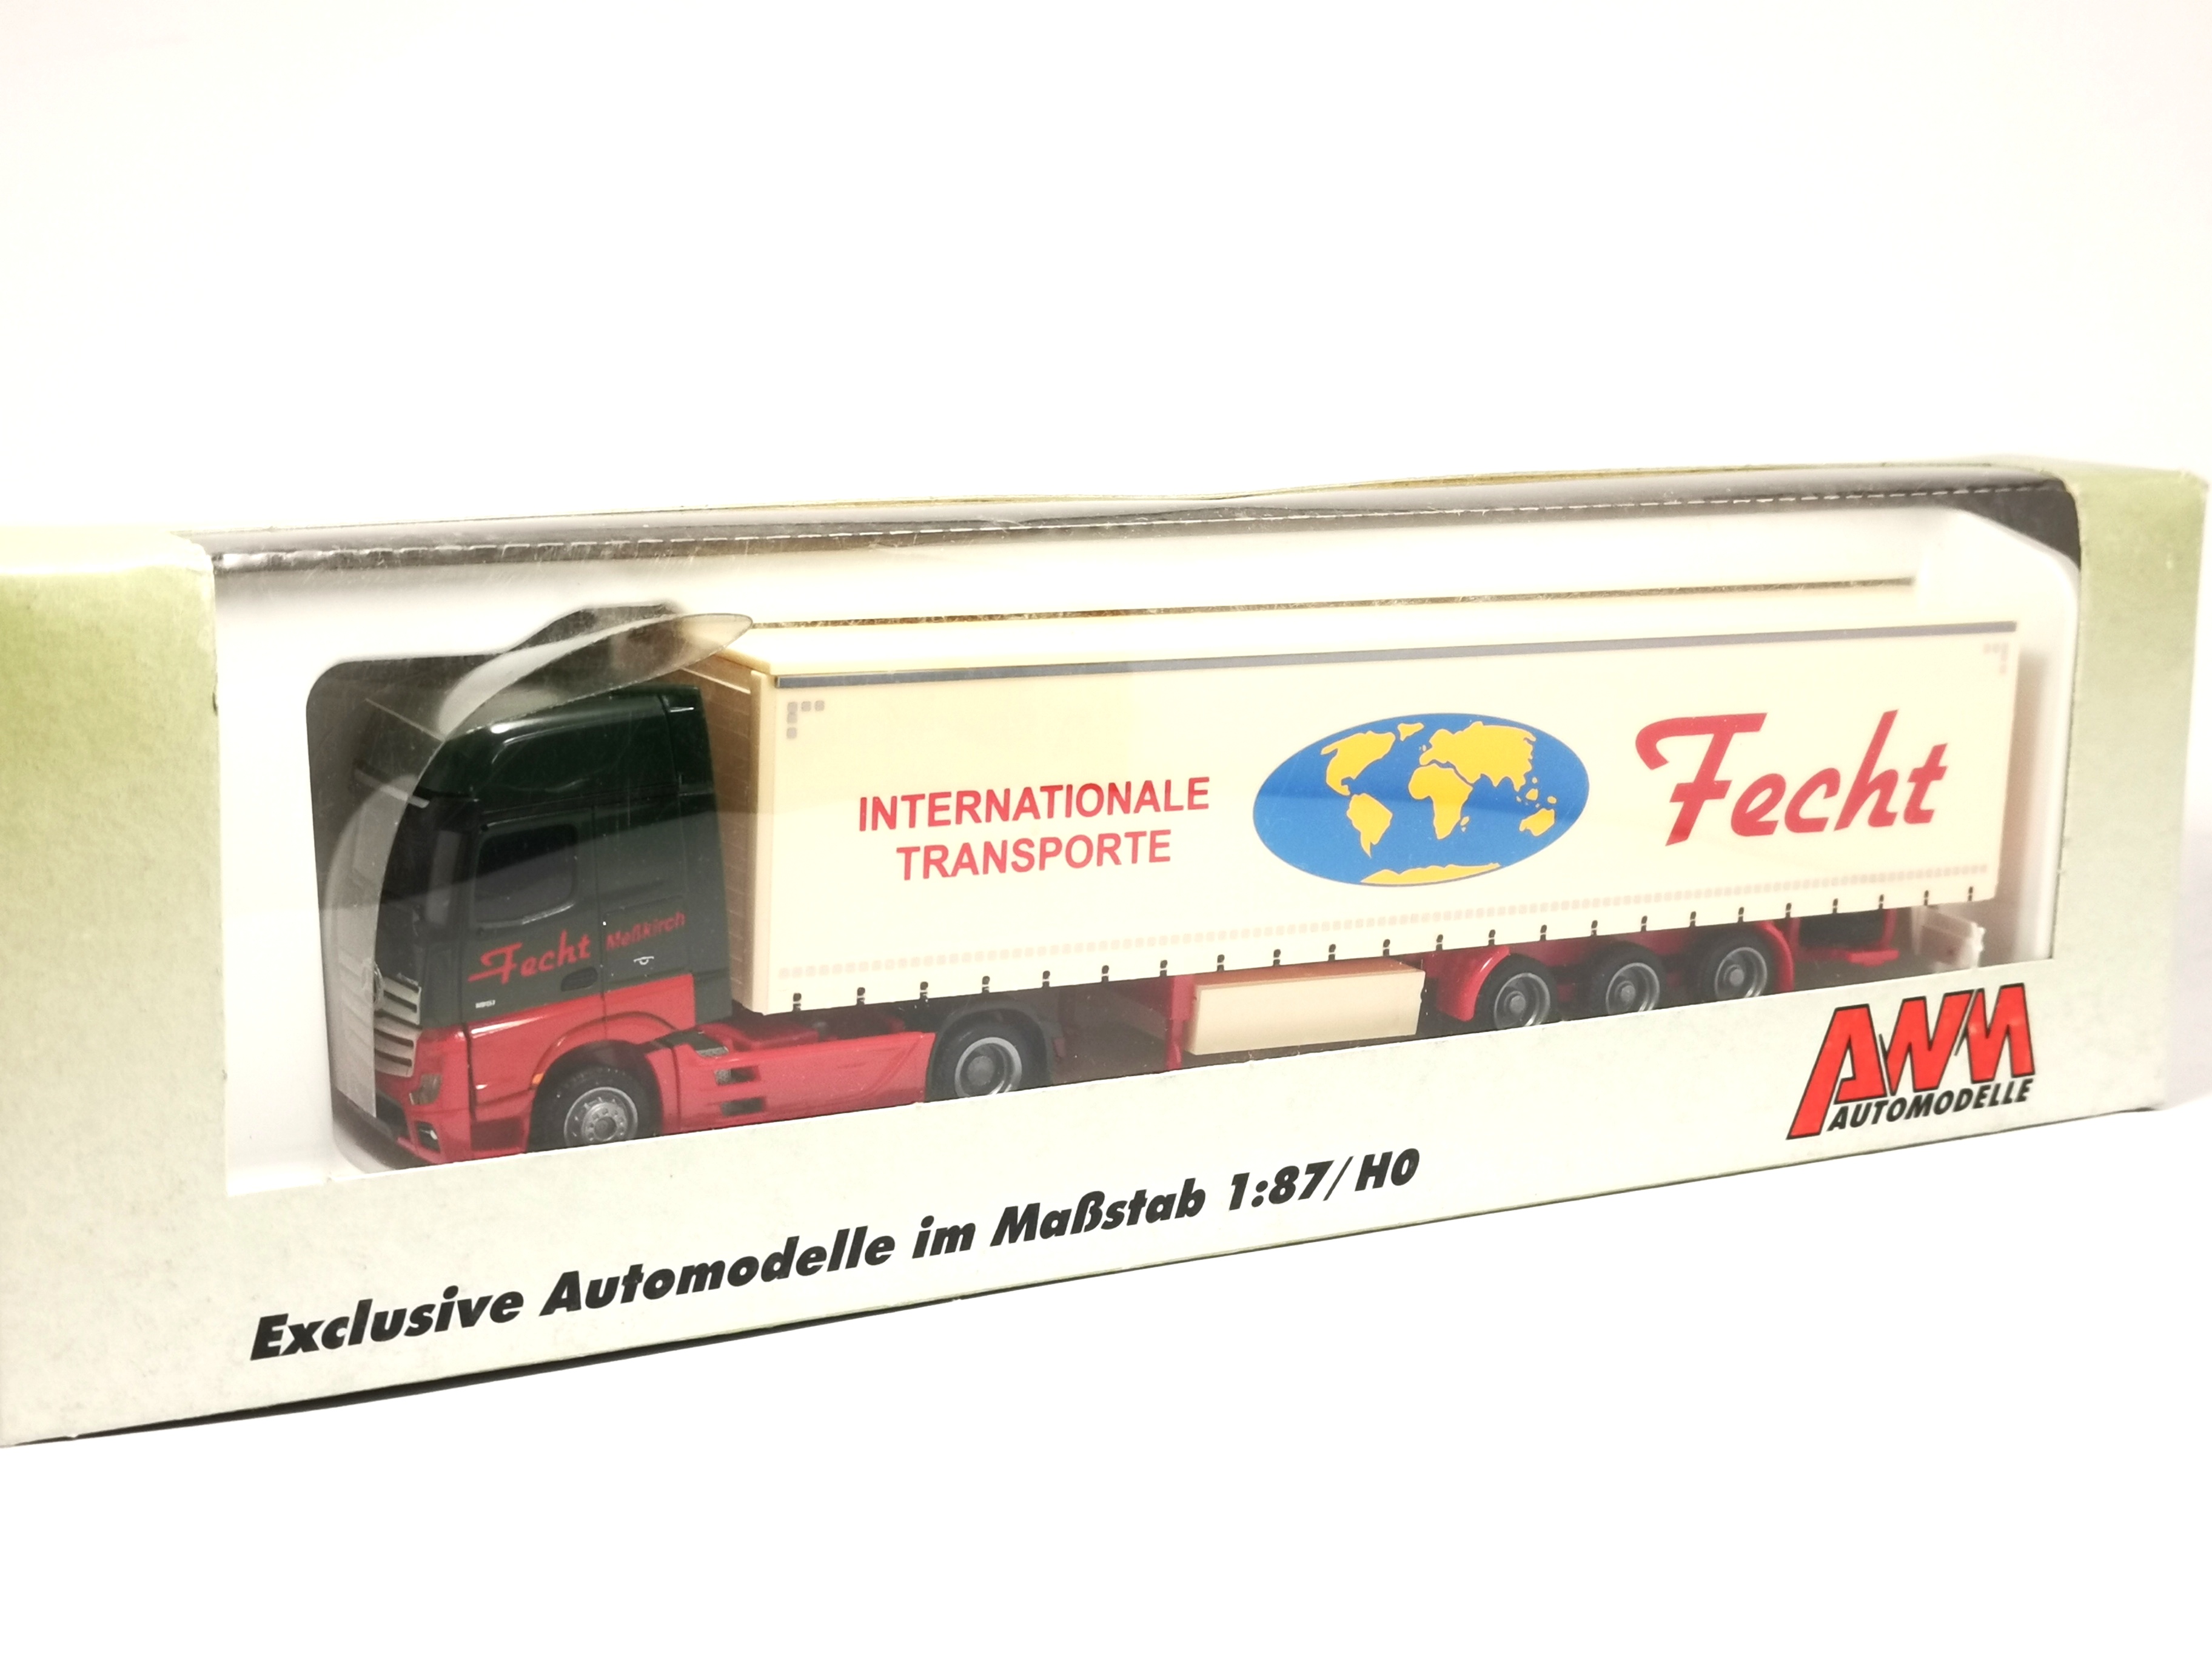 INTERNATIONALE
TRANSPORTE
Fecht
Fecht Meßkirch
AWM
AUTOMODELLE
Exclusive Automodelle im Maßstab 1:87/H0